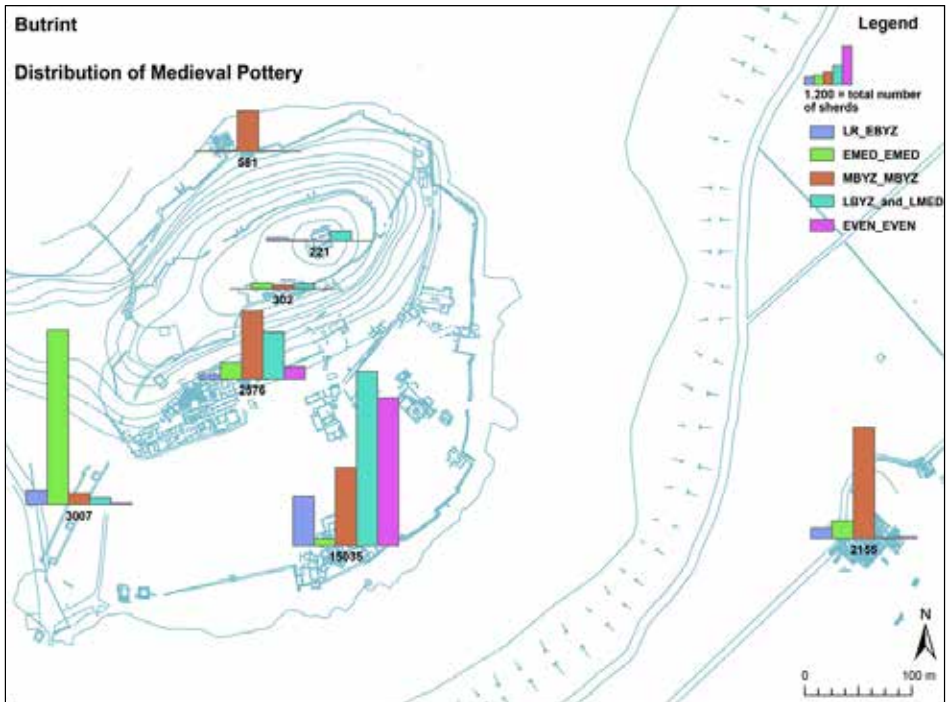 Butrint
Distribution of Medieval Pottery
Legend
1.200 = total number
of sherds
LR_EBYZ
EMED_EMED
MBYZ_MBYZ
LBYZ_and_LMED
EVEN_EVEN
581
221
302
2576
3007
15035
2155
N
0
100 m